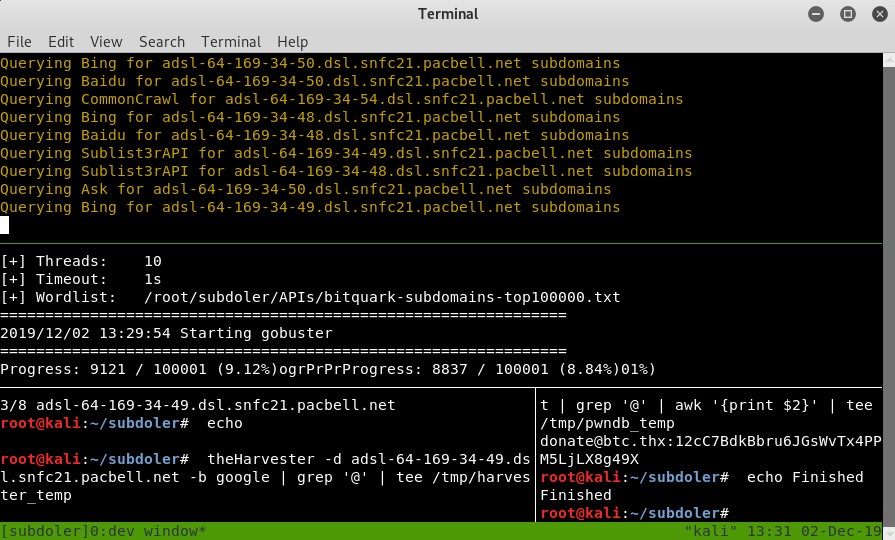 Terminal
File Edit View Search Terminal Help
Querying Bing for adsl-64-169-34-50.dsl.snfc21.pacbell.net subdomains
Querying Baidu for adsl-64-169-34-50.dsl.snfc21.pacbell.net subdomains
Querying CommonCrawl for adsl-64-169-34-54.dsl.snfc21.pacbell.net subdomains
Querying Bing for adsl-64-169-34-48.dsl.snfc21.pacbell.net subdomains
Querying Baidu for adsl-64-169-34-48.dsl.snfc21.pacbell.net subdomains
Querying Sublist3rAPI for adsl-64-169-34-49.dsl.snfc21.pacbell.net subdomains
Querying Sublist3rAPI for adsl-64-169-34-48.dsl.snfc21.pacbell.net subdomains
Querying Ask for adsl-64-169-34-50.dsl.snfc21.pacbell.net subdomains
Querying Bing for adsl-64-169-34-49.dsl.snfc21.pacbell.net subdomains
[+] Threads:    10
[+] Timeout:    1s
[+] Wordlist:   /root/subdoler/APIs/bitquark-subdomains-top100000.txt
===============================================================
2019/12/02 13:29:54 Starting gobuster
===============================================================
Progress: 9121 / 100001 (9.12%)ogrPrPrProgress: 8837 / 100001 (8.84%)01%)
3/8 adsl-64-169-34-49.dsl.snfc21.pacbell.net
root@kali:~/subdoler#  echo
root@kali:~/subdoler#  theHarvester -d adsl-64-169-34-49.ds
l.snfc21.pacbell.net -b google | grep '@' | tee /tmp/harves
ter_temp
t | grep '@' | awk '{print $2}' | tee
/tmp/pwndb_temp
donate@btc.thx:12cC7BdkBbru6JGsWvTx4PP
M5LjLX8g49X
root@kali:~/subdoler#  echo Finished
Finished
root@kali:~/subdoler#
[subdoler]0:dev window* "kali" 13:31 02-Dec-19